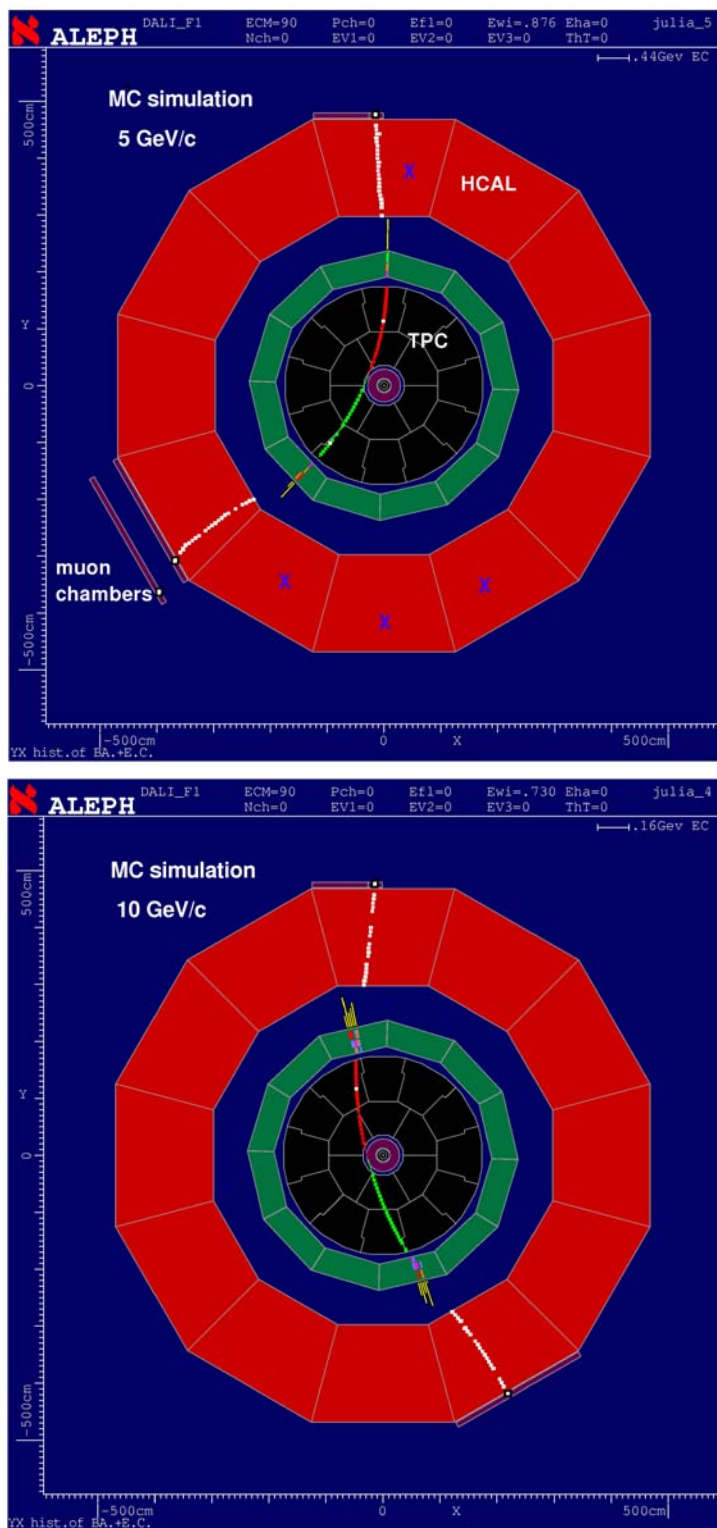 ALEPH DALI_F1 ECM=90 Pch=0 Efl=0 Ewi=.876 Eha=0 julia_5
Nch=0 EV1=0 EV2=0 EV3=0 ThT=0
.44Gev EC
MC simulation
5 GeV/c
500cm
X
HCAL
TPC
Y
0
muon
chambers
X
X
X
-500cm
-500cm 0 X 500cm
YX hist.of BA.+E.C.
ALEPH DALI_F1 ECM=90 Pch=0 Efl=0 Ewi=.730 Eha=0 julia_4
Nch=0 EV1=0 EV2=0 EV3=0 ThT=0
.16Gev EC
MC simulation
10 GeV/c
500cm
Y
0
-500cm
-500cm 0 X 500cm
YX hist.of BA.+E.C.